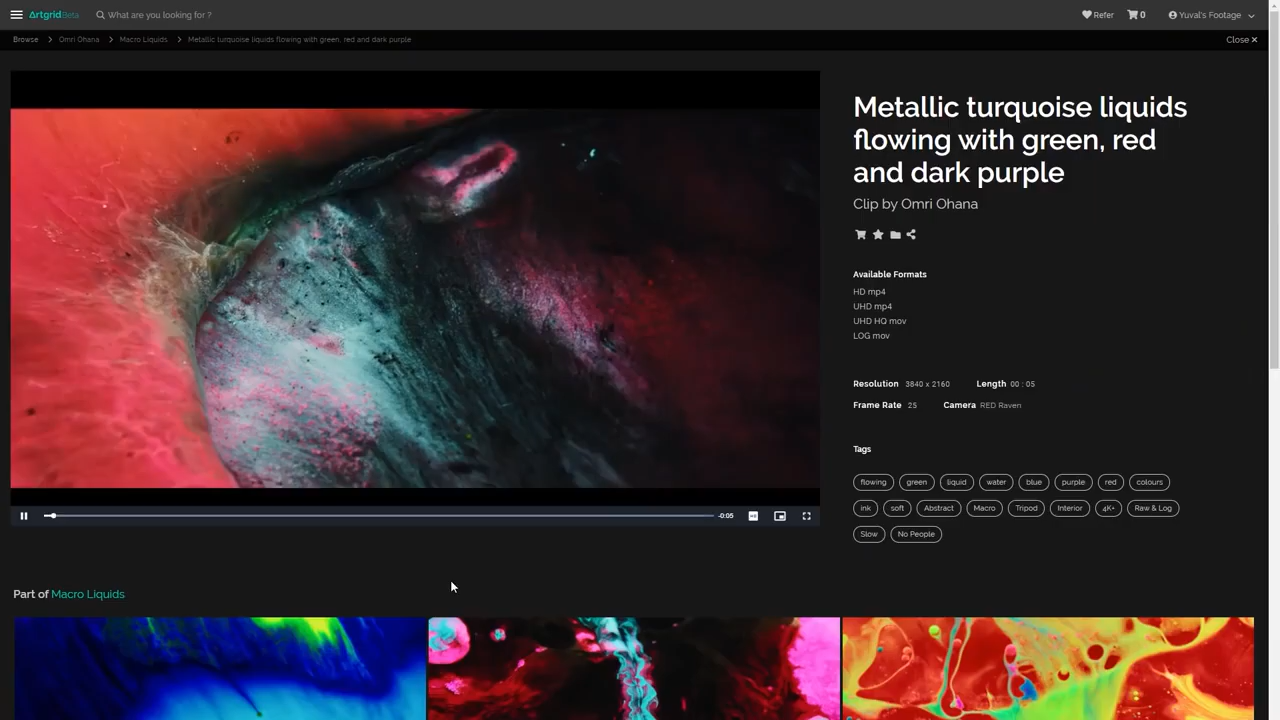 ArtgridBeta What are you looking for ? Refer 0 Yuval's Footage
Browse Omri Ohana Macro Liquids Metallic turquoise liquids flowing with green, red and dark purple Close ×
Metallic turquoise liquids
flowing with green, red
and dark purple
Clip by Omri Ohana
Available Formats
HD mp4
UHD mp4
UHD HQ mov
LOG mov
Resolution 3840 x 2160 Length 00 : 05
Frame Rate 25 Camera RED Raven
Tags
flowing green liquid water blue purple red colours
ink soft Abstract Macro Tripod Interior 4K+ Raw & Log
Slow No People
-0:05
Part of Macro Liquids